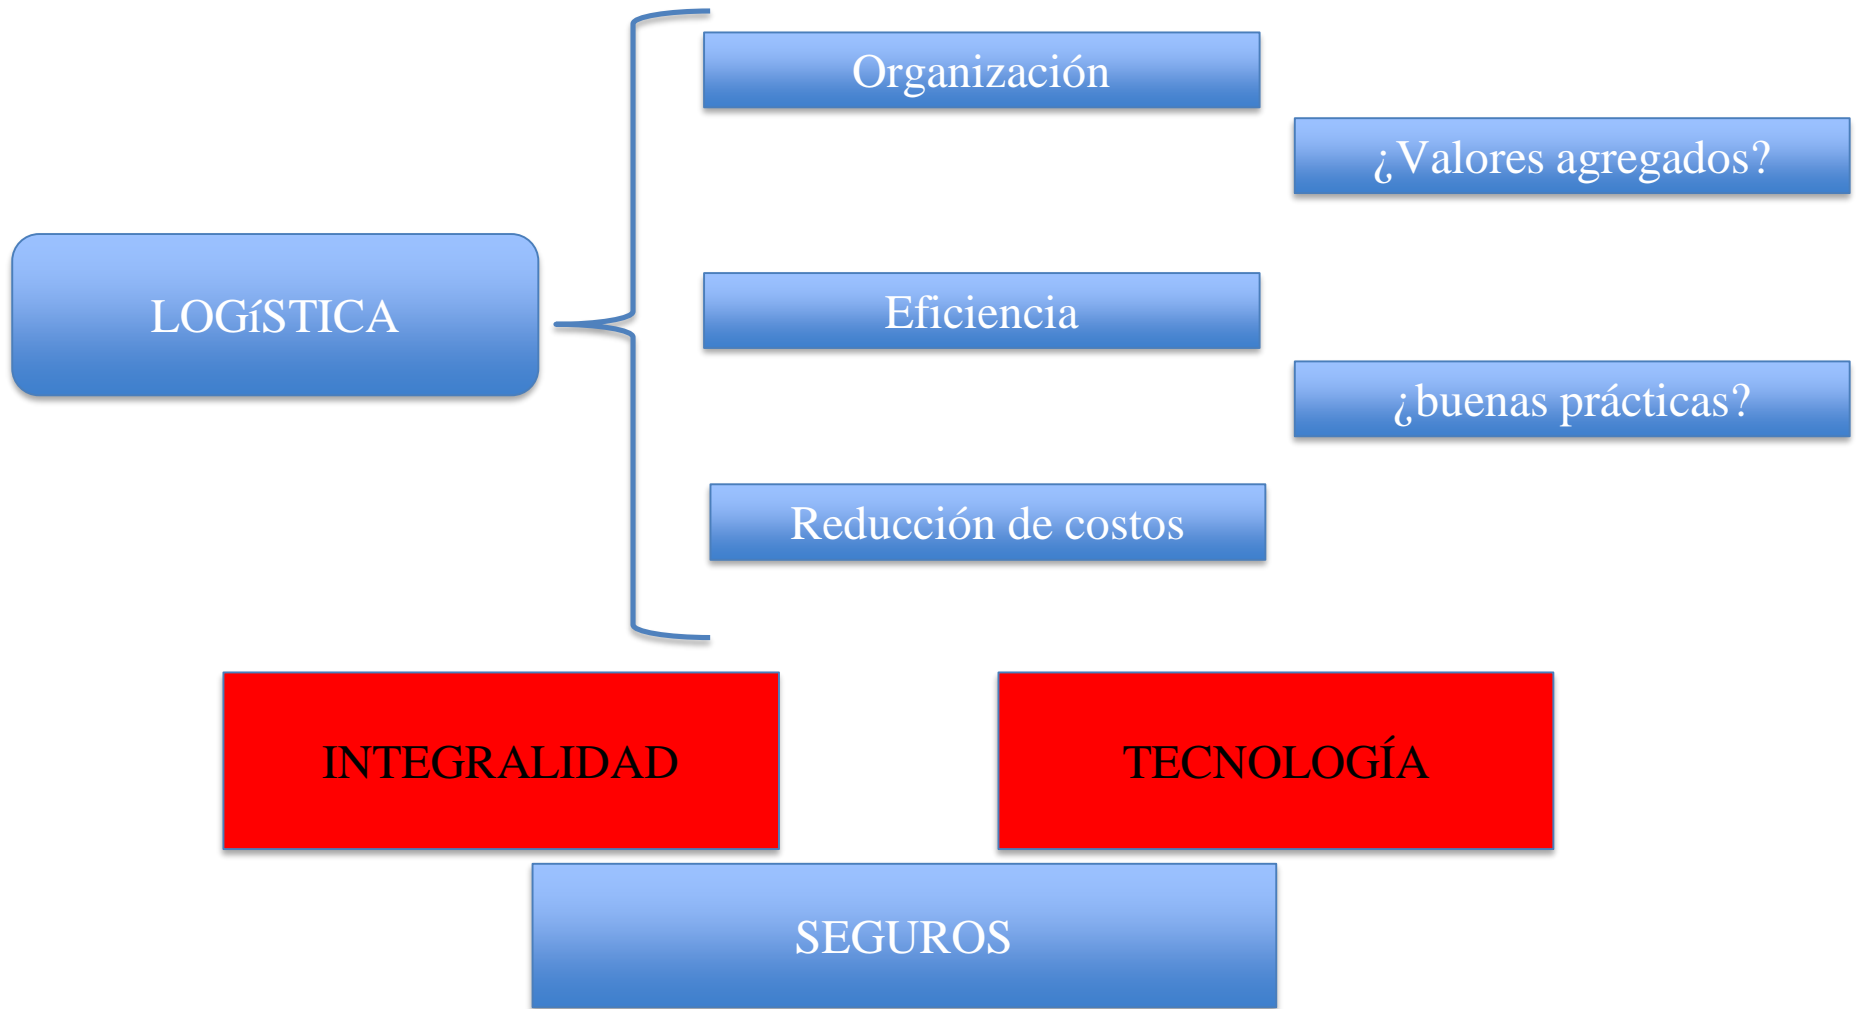 Organización
¿Valores agregados?
LOGíSTICA
Eficiencia
¿buenas prácticas?
Reducción de costos
INTEGRALIDAD
TECNOLOGÍA
SEGUROS